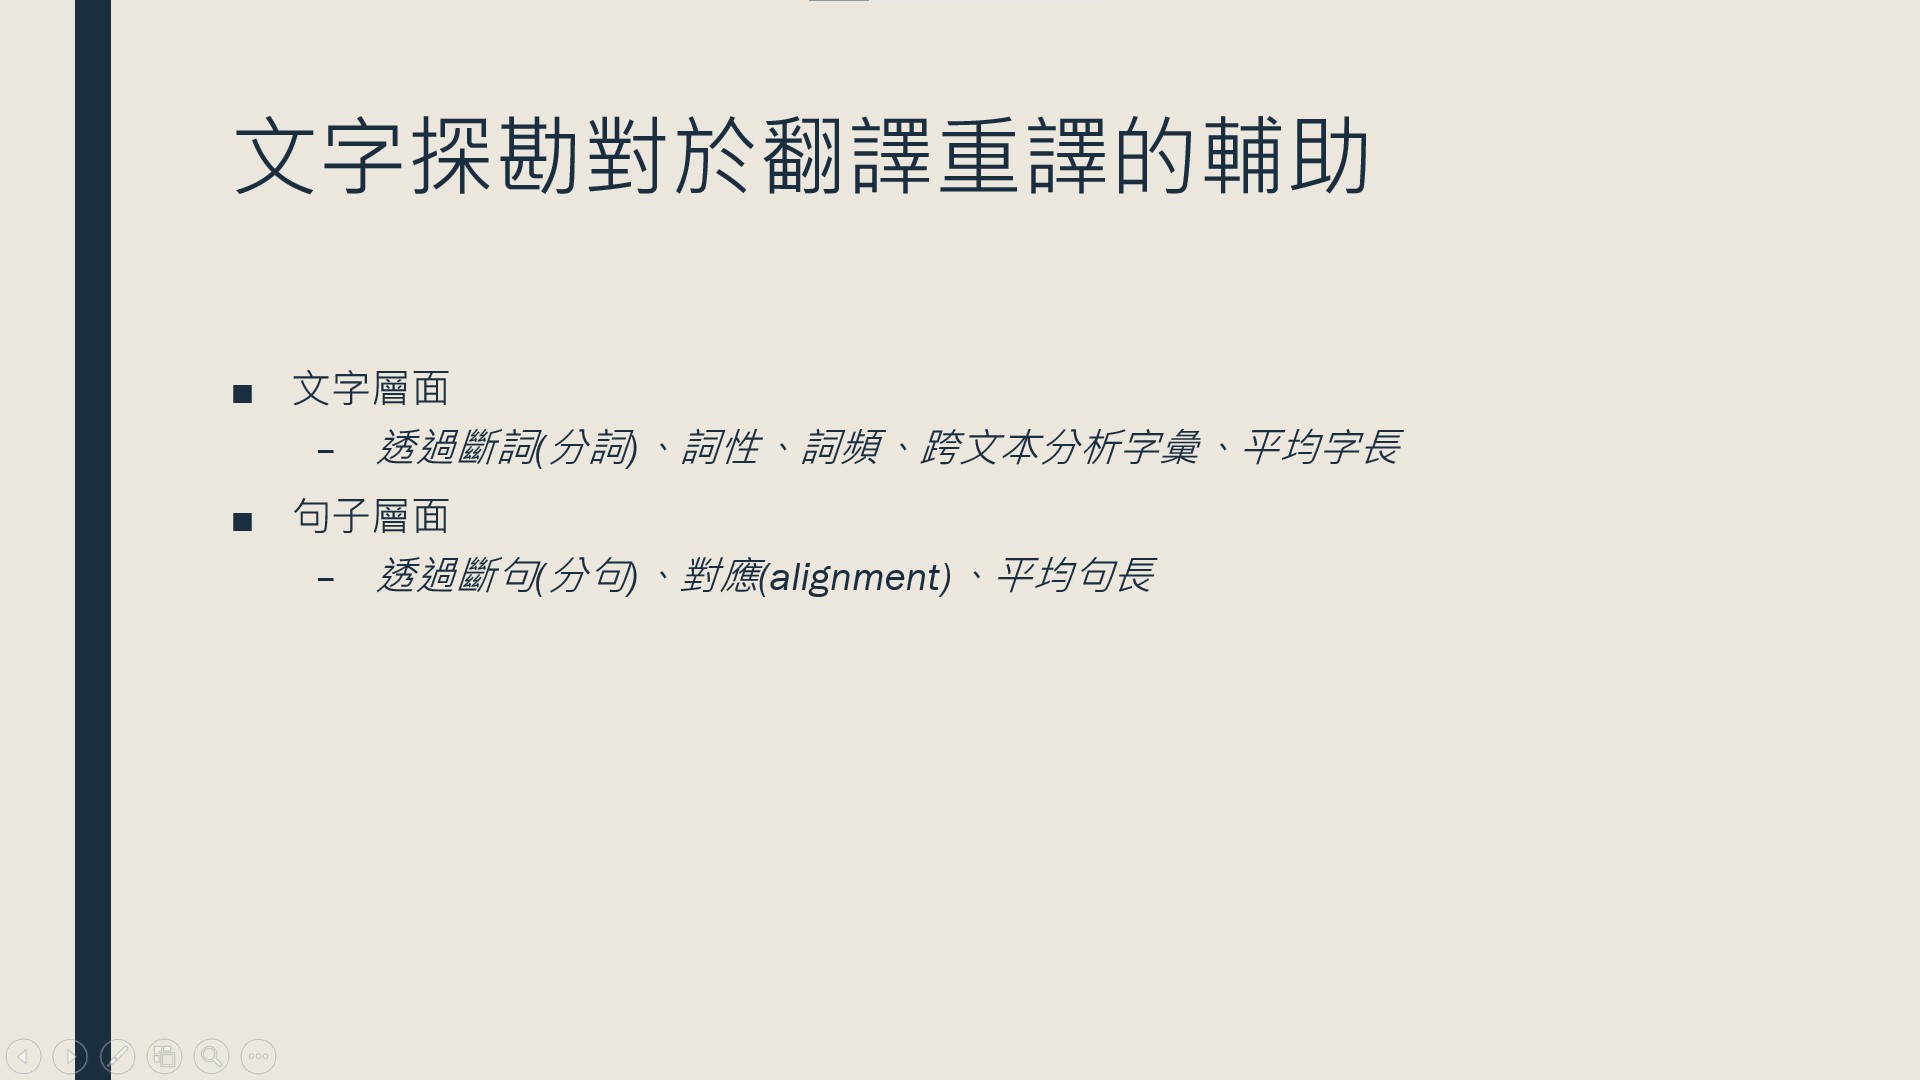 文字探勘對於翻譯重譯的輔助
■ 文字層面
– 透過斷詞(分詞)、詞性、詞頻、跨文本分析字彙、平均字長
■ 句子層面
– 透過斷句(分句)、對應(alignment)、平均句長